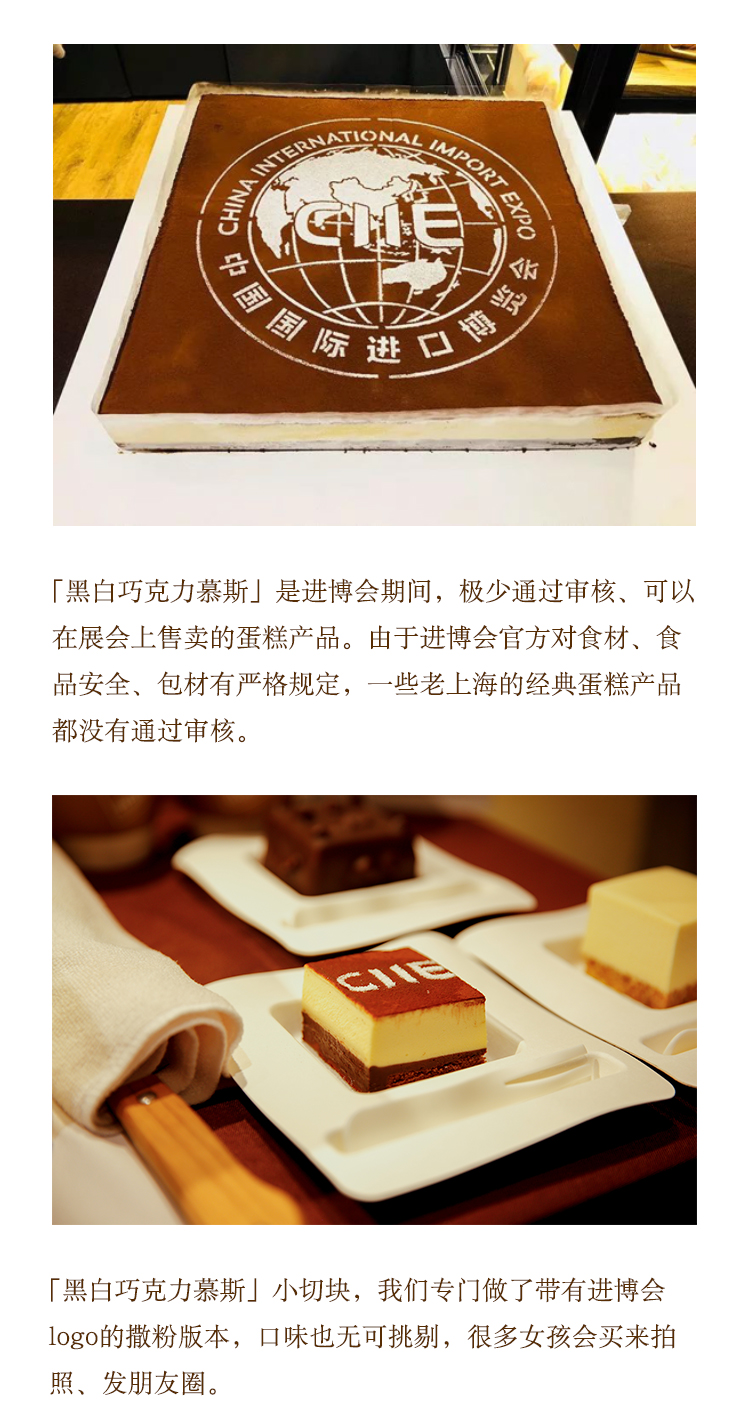 CHINA INTERNATIONAL IMPORT EXPO
CIIE
中国国际进口博览会
「黑白巧克力慕斯」是进博会期间，极少通过审核、可以
在展会上售卖的蛋糕产品。由于进博会官方对食材、食
品安全、包材有严格规定，一些老上海的经典蛋糕产品
都没有通过审核。
CIIE
「黑白巧克力慕斯」小切块，我们专门做了带有进博会
logo的撒粉版本，口味也无可挑剔，很多女孩会买来拍
照、发朋友圈。